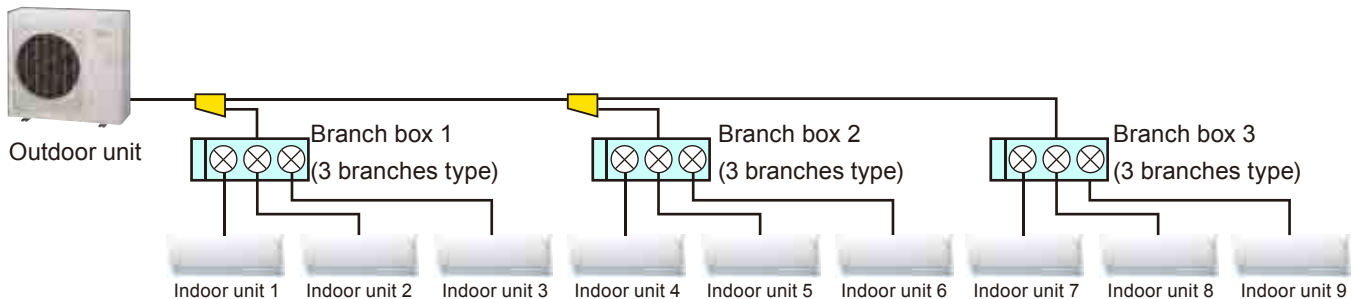 Outdoor unit
Branch box 1
(3 branches type)
Branch box 2
(3 branches type)
Branch box 3
(3 branches type)
Indoor unit 1
Indoor unit 2
Indoor unit 3
Indoor unit 4
Indoor unit 5
Indoor unit 6
Indoor unit 7
Indoor unit 8
Indoor unit 9